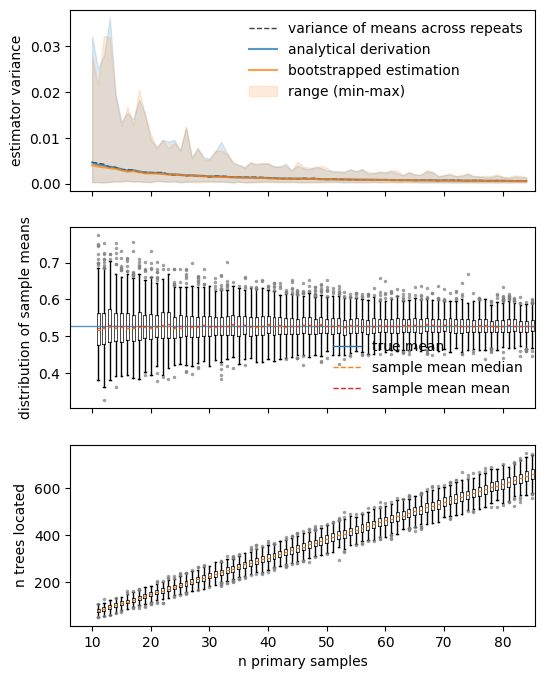 estimator variance
0.03
0.02
0.01
0.00
variance of means across repeats
analytical derivation
bootstrapped estimation
range (min-max)
distribution of sample means
0.7
0.6
0.5
0.4
true mean
sample mean median
sample mean mean
n trees located
600
400
200
10 20 30 40 50 60 70 80
n primary samples